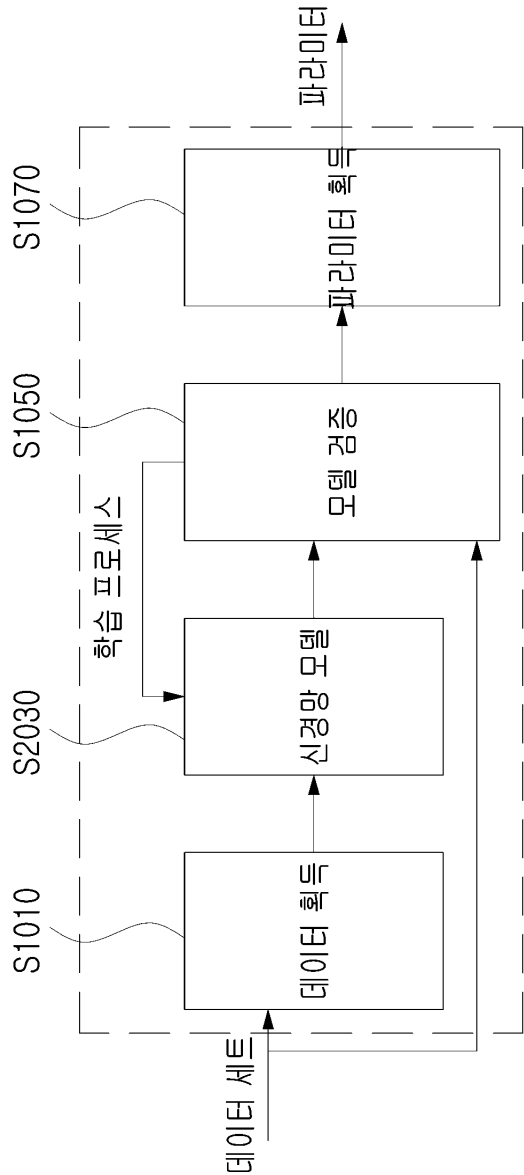 S1010
S2030
S1050
S1070
학습 프로세스
데이터 세트
데이터 획득
신경망 모델
모델 검증
파라미터 획득
파라미터